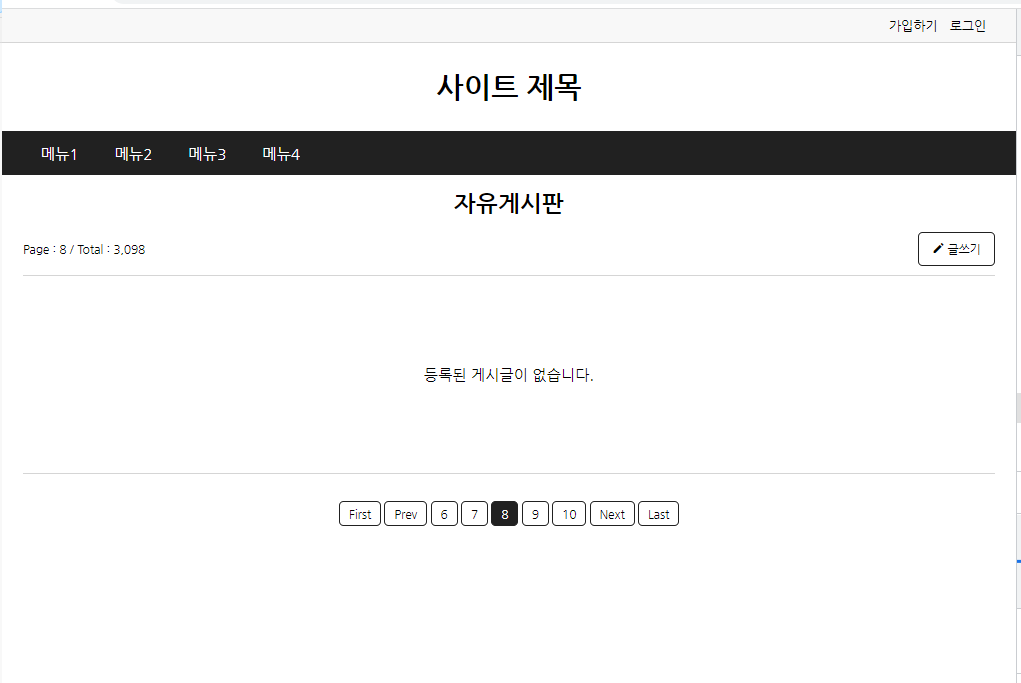 가입하기 로그인
사이트 제목
메뉴1 메뉴2 메뉴3 메뉴4
자유게시판
Page : 8 / Total : 3,098 글쓰기
등록된 게시글이 없습니다.
First Prev 6 7 8 9 10 Next Last